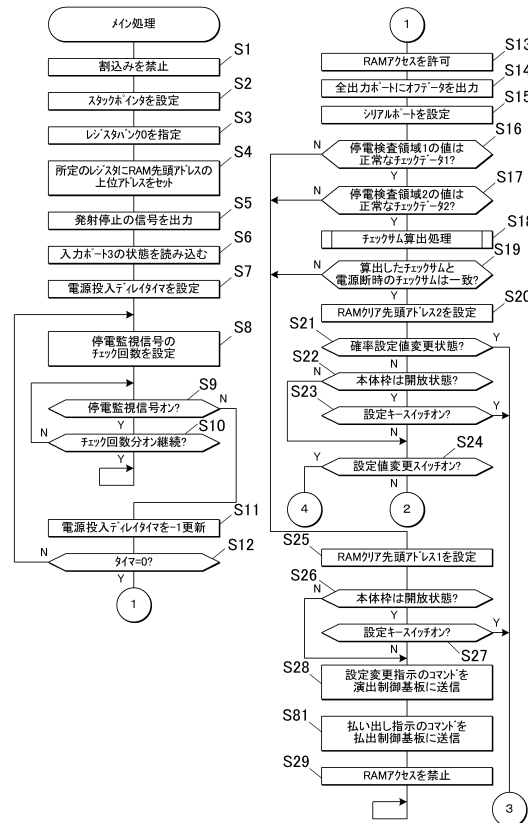 メイン処理
S1
割込みを禁止
S2
スタックポインタを設定
S3
レジスタバンク0を指定
S4
所定のレジスタにRAM先頭アドレスの
上位アドレスをセット
S5
発射停止の信号を出力
S6
入力ポート3の状態を読み込む
S7
電源投入ディレイタイマを設定
S8
停電監視信号の
チェック回数を設定
S9
停電監視信号オン?
N
Y
S10
チェック回数分オン継続?
N
Y
S11
電源投入ディレイタイマを-1更新
S12
タイマ=0?
N
Y
1
1
S13
RAMアクセスを許可
S14
全出力ポートにオフデータを出力
S15
シリアルポートを設定
S16
停電検査領域1の値は
正常なチェックデータ1?
N
Y
S17
停電検査領域2の値は
正常なチェックデータ2?
N
Y
S18
チェックサム算出処理
S19
算出したチェックサムと
電源断時のチェックサムは一致?
N
Y
S20
RAMクリア先頭アドレス2を設定
S21
確率設定値変更状態?
Y
N
S22
本体枠は開放状態?
N
Y
S23
設定キースイッチオン?
Y
N
S24
設定値変更スイッチオン?
Y
N
4
2
S25
RAMクリア先頭アドレス1を設定
S26
本体枠は開放状態?
N
Y
設定キースイッチオン?
Y
N
S27
S28
設定変更指示のコマンドを
演出制御基板に送信
S81
払い出し指示のコマンドを
払出制御基板に送信
S29
RAMアクセスを禁止
3